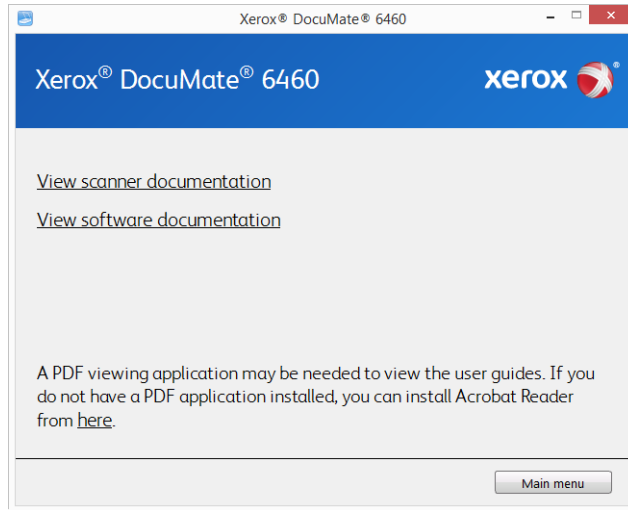 Xerox® DocuMate® 6460
Xerox® DocuMate® 6460
xerox®
View scanner documentation
View software documentation
A PDF viewing application may be needed to view the user guides. If you
do not have a PDF application installed, you can install Acrobat Reader
from here.
Main menu